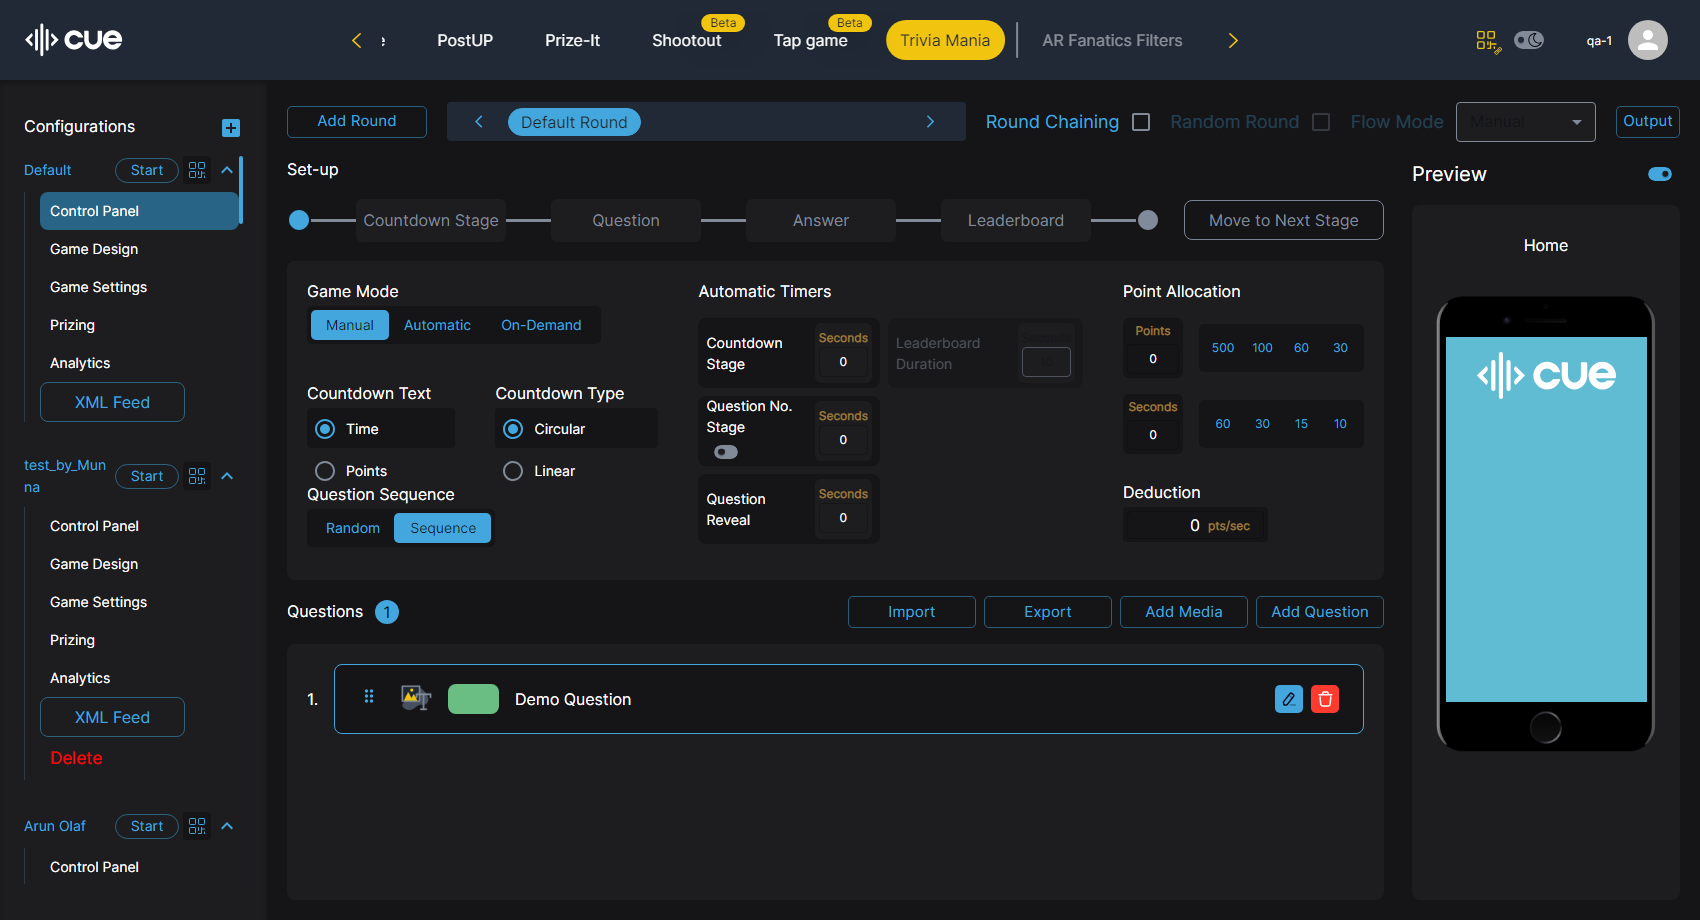 cue
PostUP
Prize-It
Beta
Shootout
Beta
Tap game
Trivia Mania
AR Fanatics Filters
qa-1
Configurations
Default
Start
Control Panel
Game Design
Game Settings
Prizing
Analytics
XML Feed
test_by_Mun
na
Start
Control Panel
Game Design
Game Settings
Prizing
Analytics
XML Feed
Delete
Arun Olaf
Start
Control Panel
Add Round
Default Round
Round Chaining
Random Round
Flow Mode
Manual
Output
Set-up
Countdown Stage
Question
Answer
Leaderboard
Move to Next Stage
Game Mode
Manual
Automatic
On-Demand
Countdown Text
Time
Points
Countdown Type
Circular
Linear
Question Sequence
Random
Sequence
Automatic Timers
Countdown
Stage
Seconds
0
Leaderboard
Duration
Question No.
Stage
Seconds
0
Question
Reveal
Seconds
0
Point Allocation
Points
0
500 100 60 30
Seconds
0
60 30 15 10
Deduction
0 pts/sec
Questions 1
Import
Export
Add Media
Add Question
1.
Demo Question
Preview
Home
cue